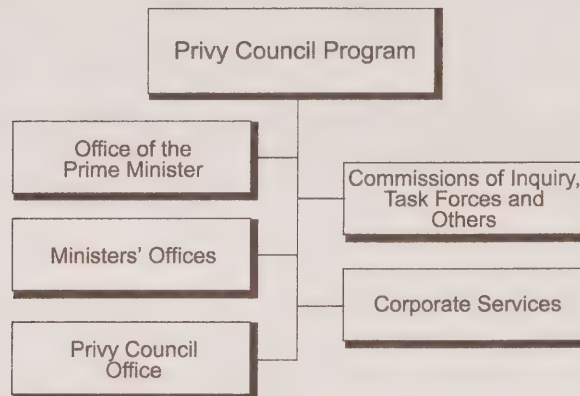 Privy Council Program
Office of the
Prime Minister
Commissions of Inquiry,
Task Forces and
Others
Ministers' Offices
Corporate Services
Privy Council
Office